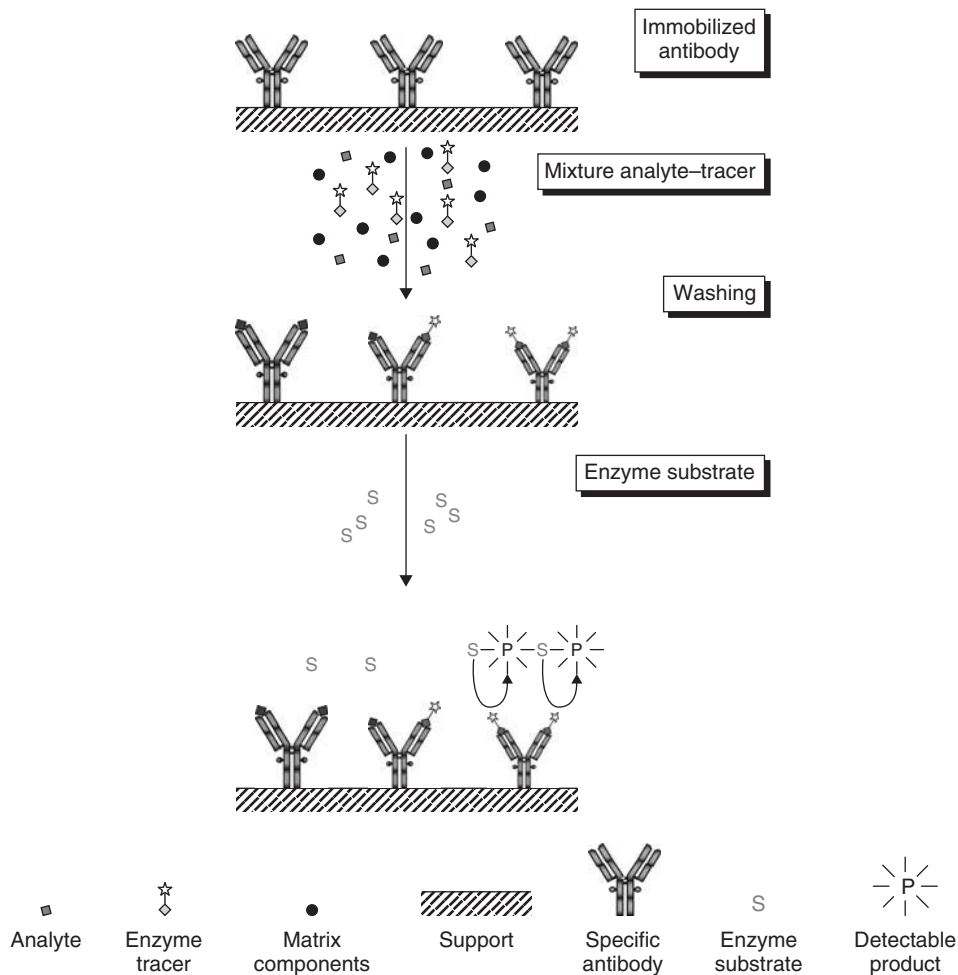 Immobilized
antibody
Mixture analyte–tracer
Washing
Enzyme substrate
S
S
S
S
S
S
S
S
S
P
S
P
S
P
Analyte
Enzyme
tracer
Matrix
components
Support
Specific
antibody
Enzyme
substrate
Detectable
product